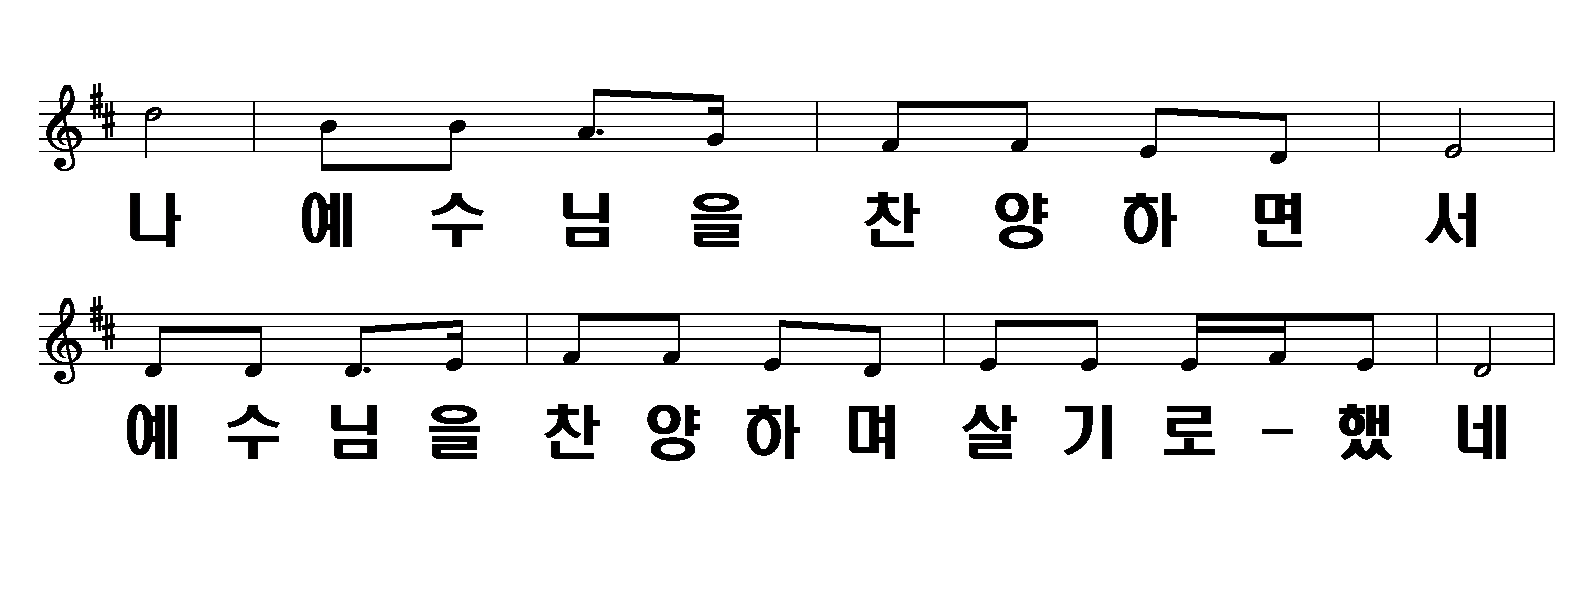 나 예 수 님 을 찬 양 하 면 서
예 수 님 을 찬 양 하 며 살 기 로 - 했 네